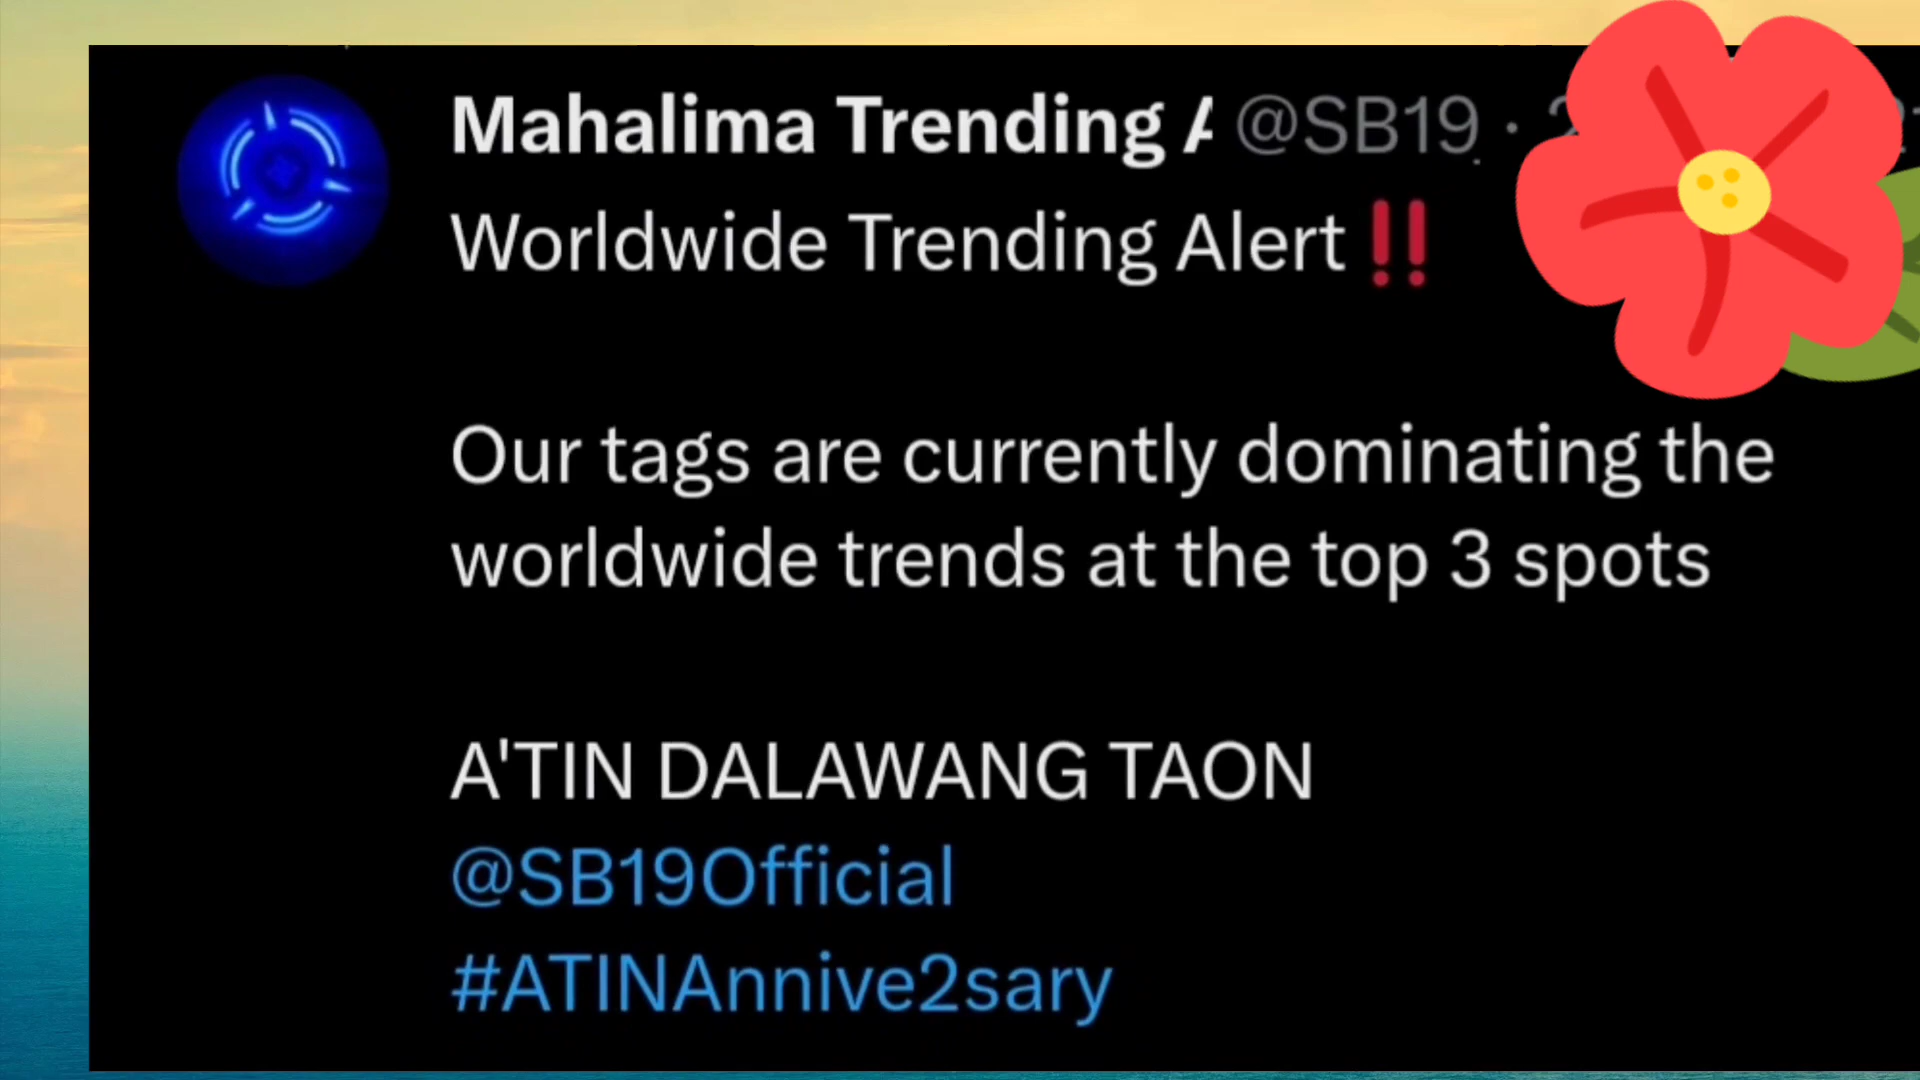 Mahalima Trending @SB19 ·
Worldwide Trending Alert‼️
Our tags are currently dominating the
worldwide trends at the top 3 spots
A'TIN DALAWANG TAON
@SB19Official
#ATINAnnive2sary